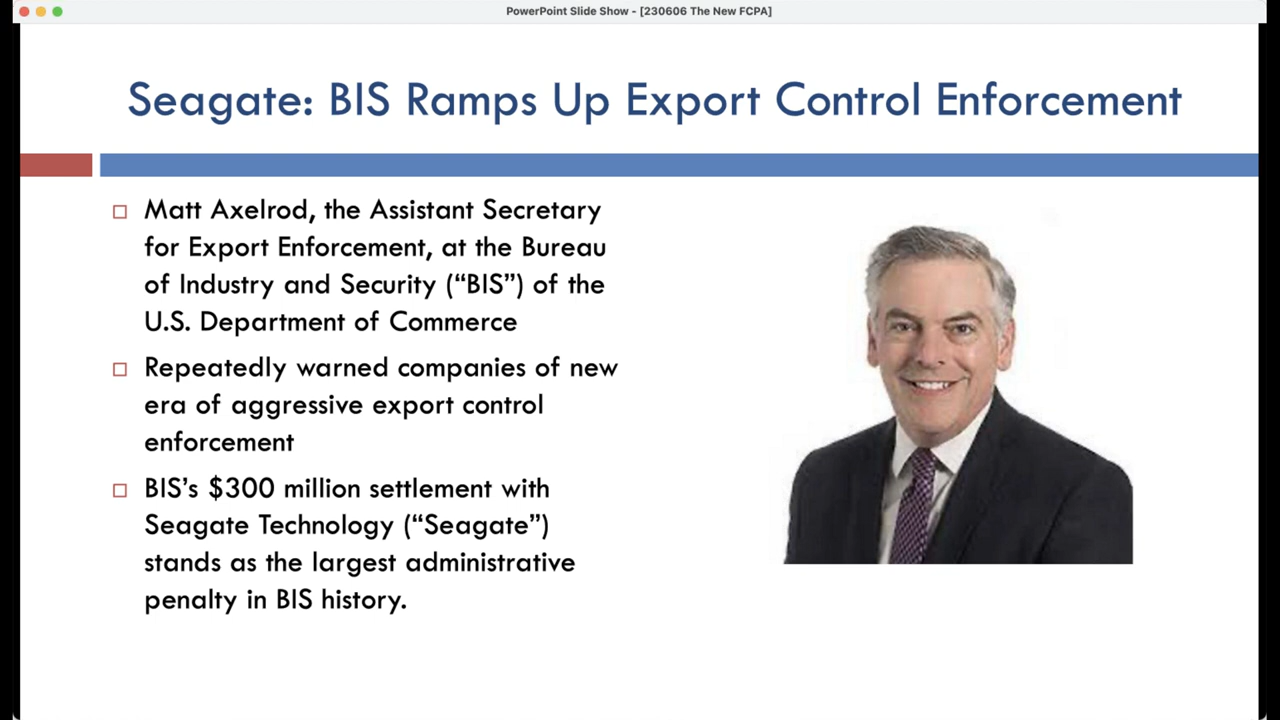 PowerPoint Slide Show - [230606 The New FCPA]
Seagate: BIS Ramps Up Export Control Enforcement
Matt Axelrod, the Assistant Secretary
for Export Enforcement, at the Bureau
of Industry and Security (“BIS”) of the
U.S. Department of Commerce
Repeatedly warned companies of new
era of aggressive export control
enforcement
BIS’s $300 million settlement with
Seagate Technology (“Seagate”)
stands as the largest administrative
penalty in BIS history.